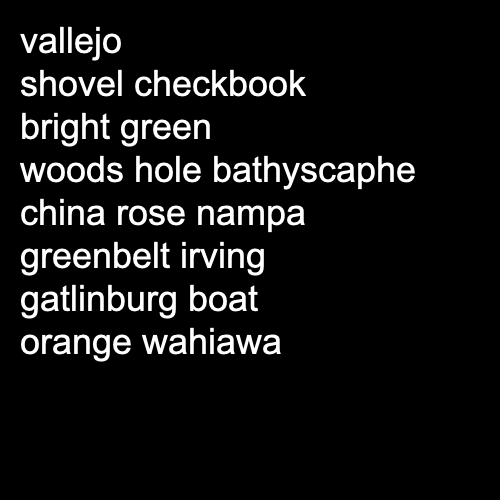 vallejo
shovel checkbook
bright green
woods hole bathyscaphe
china rose nampa
greenbelt irving
gatlinburg boat
orange wahiawa